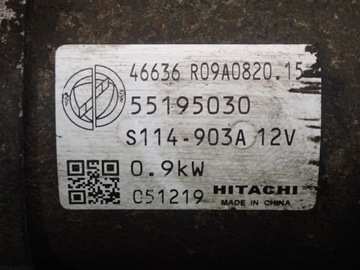 46636 R09A0820.15
55195030
S114-903A 12V
0.9kW
051219 HITACHI
MADE IN CHINA